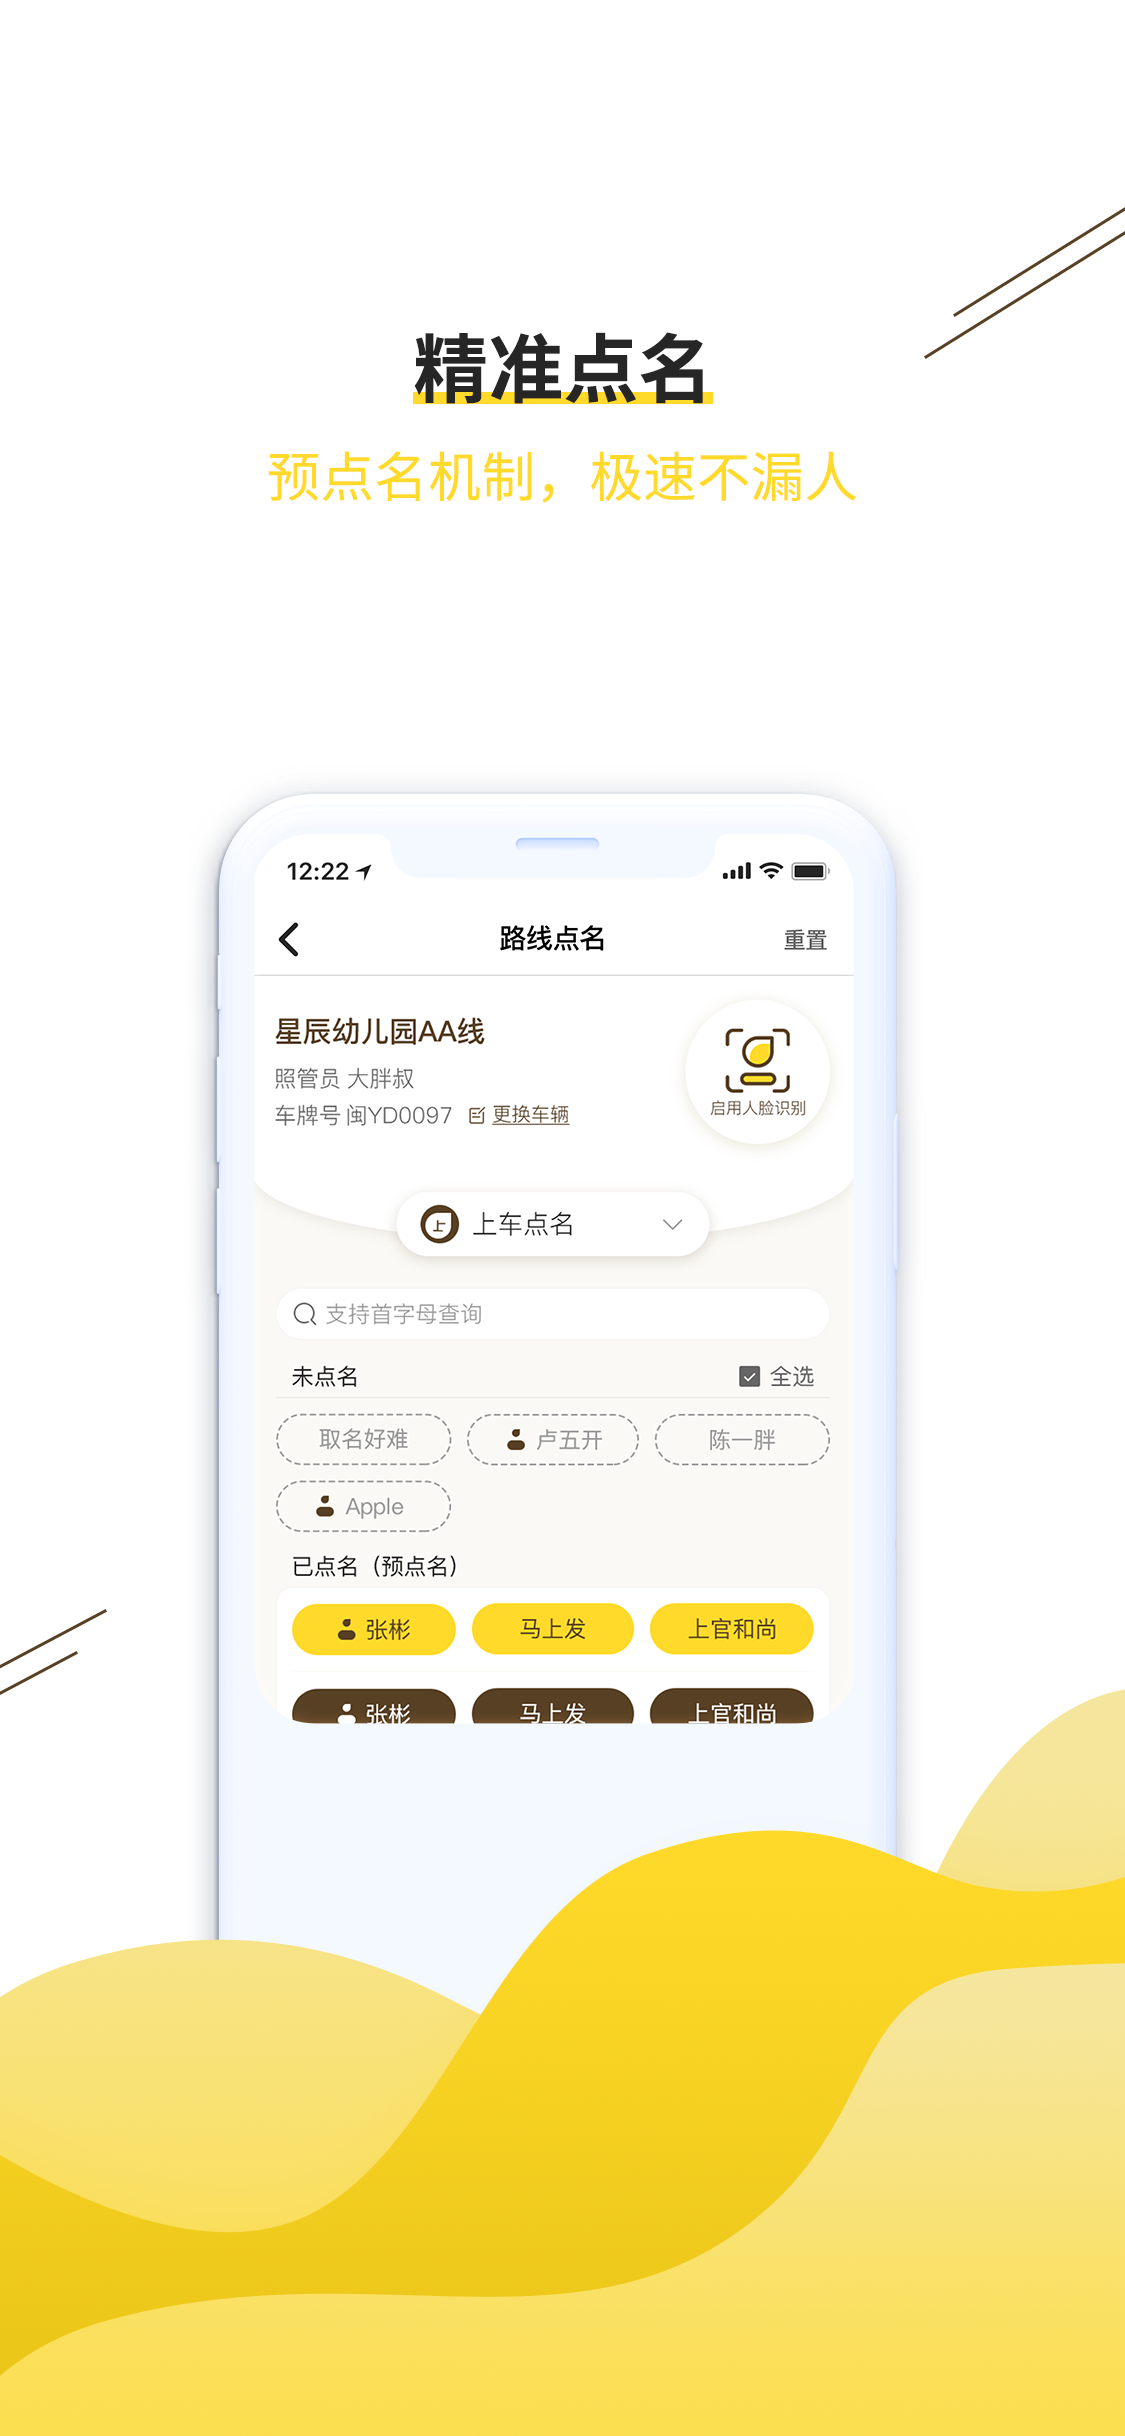 精准点名
预点名机制，极速不漏人
12:22
路线点名
重置
星辰幼儿园AA线
照管员 大胖叔
车牌号 闽YD0097 更换车辆
启用人脸识别
上 上车点名
支持首字母查询
未点名
全选
取名好难
卢五开
陈一胖
Apple
已点名（预点名）
张彬
马上发
上官和尚
张彬
马上发
上官和尚